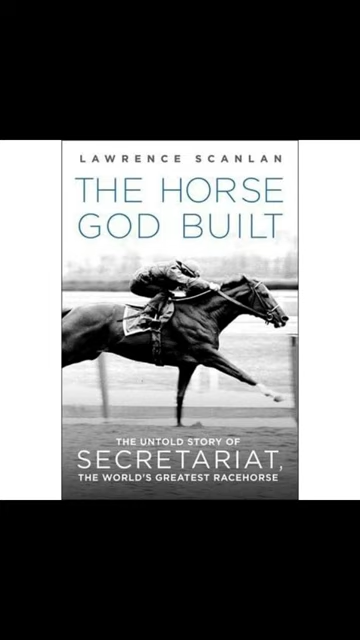 LAWRENCE SCANLAN
THE HORSE
GOD BUILT
THE UNTOLD STORY OF
SECRETARIAT,
THE WORLD'S GREATEST RACEHORSE